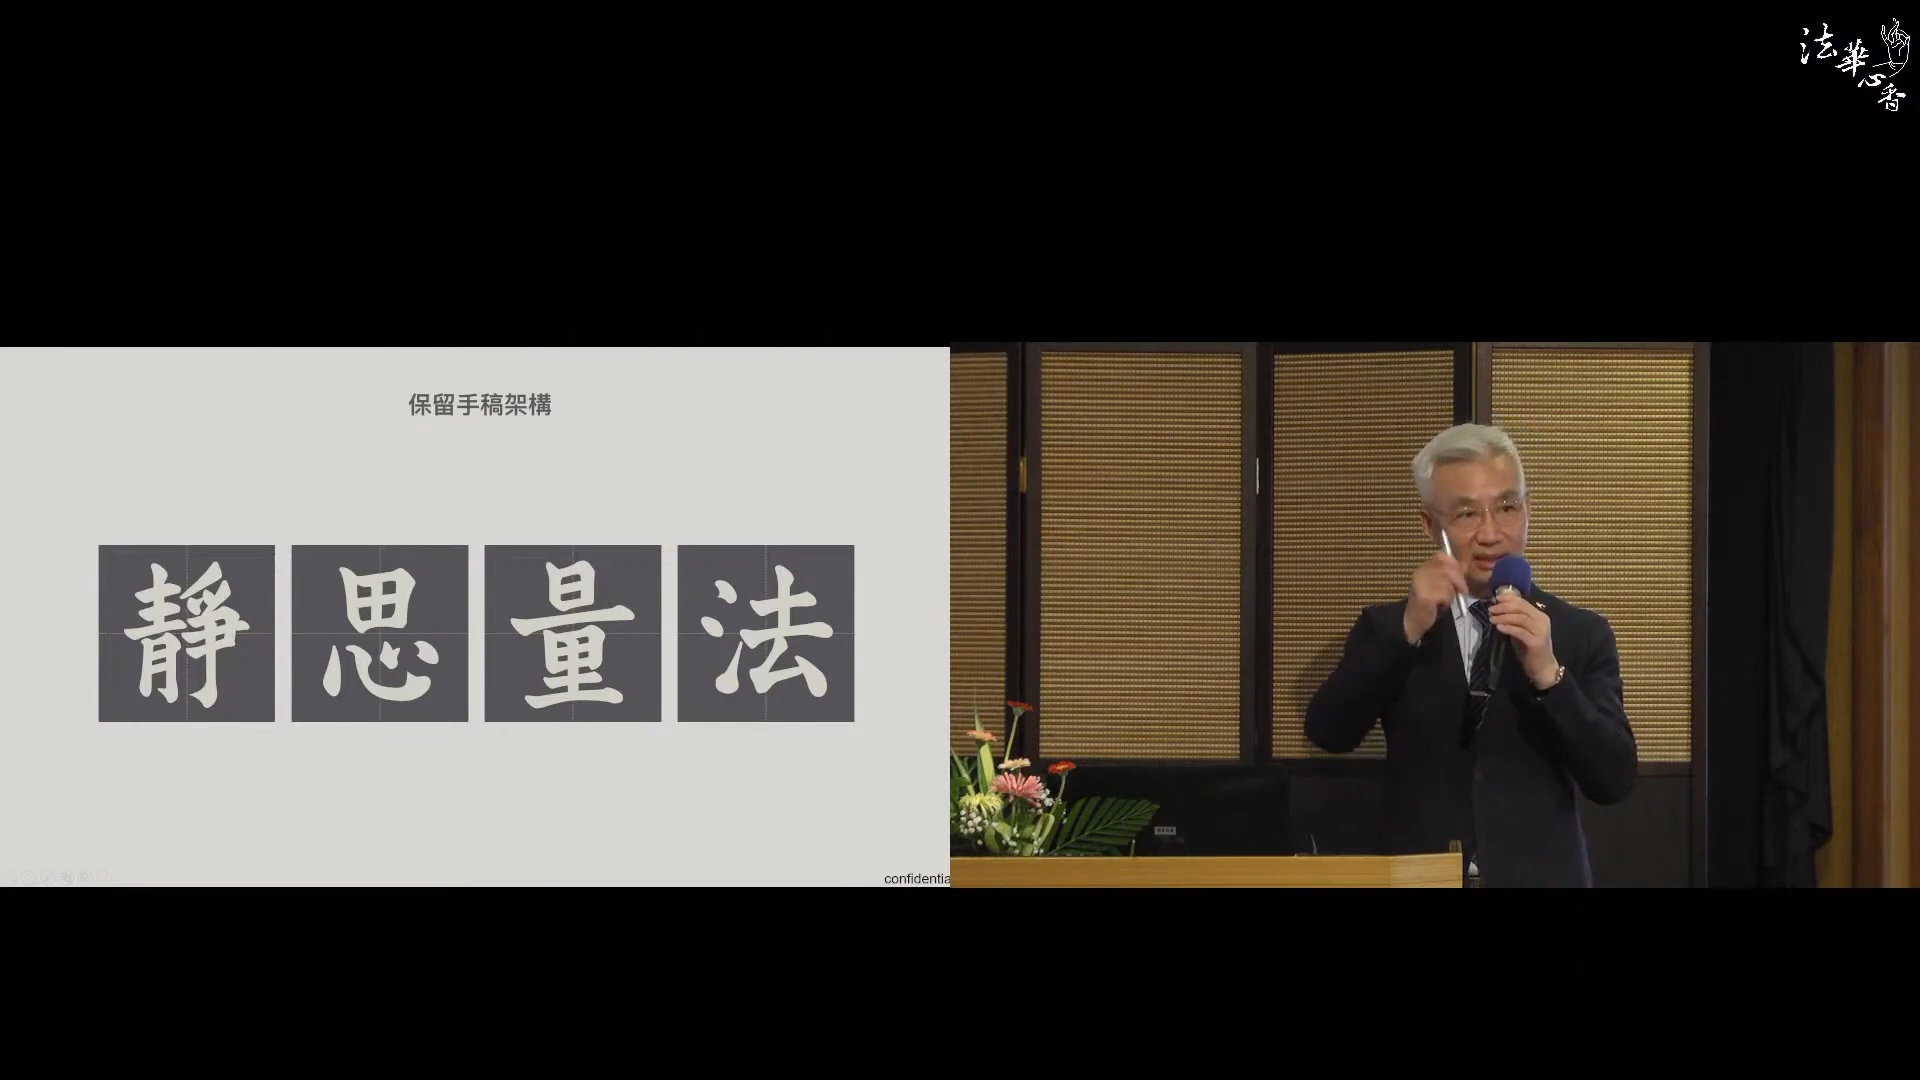 法華心香
保留手稿架構
靜思量法
confidentia